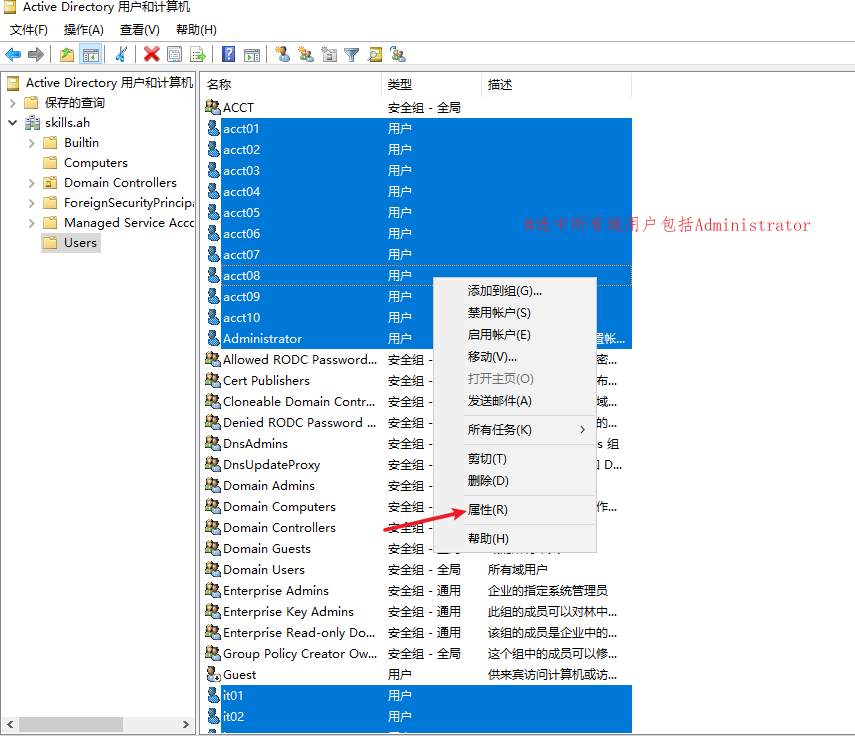 Active Directory 用户和计算机
文件(F) 操作(A) 查看(V) 帮助(H)
Active Directory 用户和计算机
保存的查询
skills.ah
Builtin
Computers
Domain Controllers
ForeignSecurityPrincipa
Managed Service Acco
Users
名称 类型 描述
ACCT 安全组 - 全局
acct01 用户
acct02 用户
acct03 用户
acct04 用户
acct05 用户
用户包括Administrator
acct06 用户
acct07 用户
acct08 用户
acct09 用户
acct10 用户
Administrator 用户 置帐...
Allowed RODC Password... 安全组 - 密...
Cert Publishers 安全组 - 布...
Cloneable Domain Contr... 安全组 - 域...
Denied RODC Password ... 安全组 - 的...
DnsAdmins 安全组 - s 组
DnsUpdateProxy 安全组 - D...
Domain Admins 安全组 -
Domain Computers 安全组 - 作...
Domain Controllers 安全组 -
Domain Guests 安全组 -
Domain Users 安全组 - 全局 所有域用户
Enterprise Admins 安全组 - 通用 企业的指定系统管理员
Enterprise Key Admins 安全组 - 通用 此组的成员可以对林中...
Enterprise Read-only Do... 安全组 - 通用 该组的成员是企业中的...
Group Policy Creator Ow... 安全组 - 全局 这个组中的成员可以修...
Guest 用户 供来宾访问计算机或访...
it01 用户
it02 用户
添加到组(G)...
禁用帐户(S)
启用帐户(E)
移动(V)...
打开主页(O)
发送邮件(A)
所有任务(K)
剪切(T)
删除(D)
属性(R)
帮助(H)